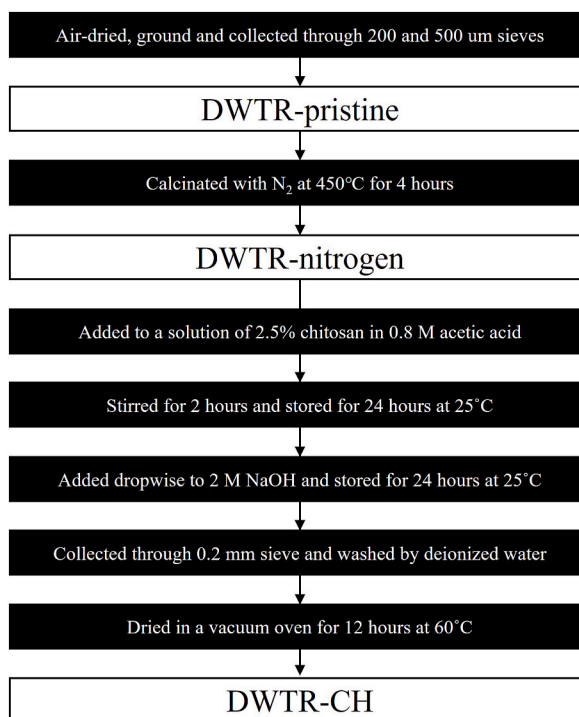 Air-dried, ground and collected through 200 and 500 um sieves
DWTR-pristine
Calcinated with N₂ at 450℃ for 4 hours
DWTR-nitrogen
Added to a solution of 2.5% chitosan in 0.8 M acetic acid
Stirred for 2 hours and stored for 24 hours at 25˚C
Added dropwise to 2 M NaOH and stored for 24 hours at 25˚C
Collected through 0.2 mm sieve and washed by deionized water
Dried in a vacuum oven for 12 hours at 60˚C
DWTR-CH